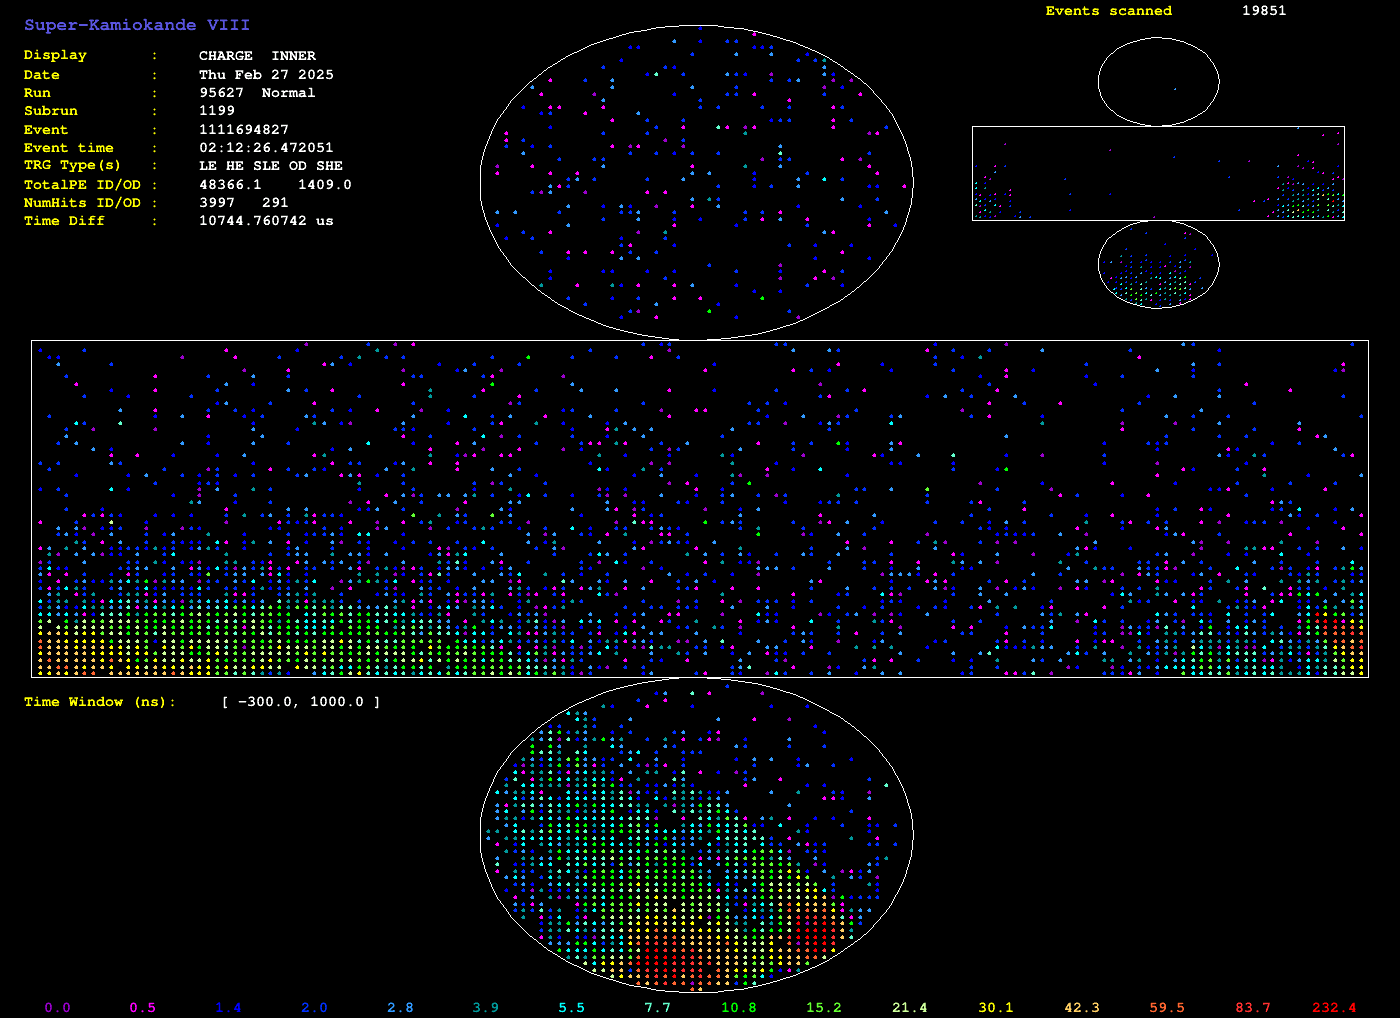 Super-Kamiokande VIII
Display : CHARGE INNER
Date : Thu Feb 27 2025
Run : 95627 Normal
Subrun : 1199
Event : 1111694827
Event time : 02:12:26.472051
TRG Type(s) : LE HE SLE OD SHE
TotalPE ID/OD : 48366.1 1409.0
NumHits ID/OD : 3997 291
Time Diff : 10744.760742 us
Events scanned 19851
Time Window (ns): [ -300.0, 1000.0 ]
0.0 0.5 1.4 2.0 2.8 3.9 5.5 7.7 10.8 15.2 21.4 30.1 42.3 59.5 83.7 232.4